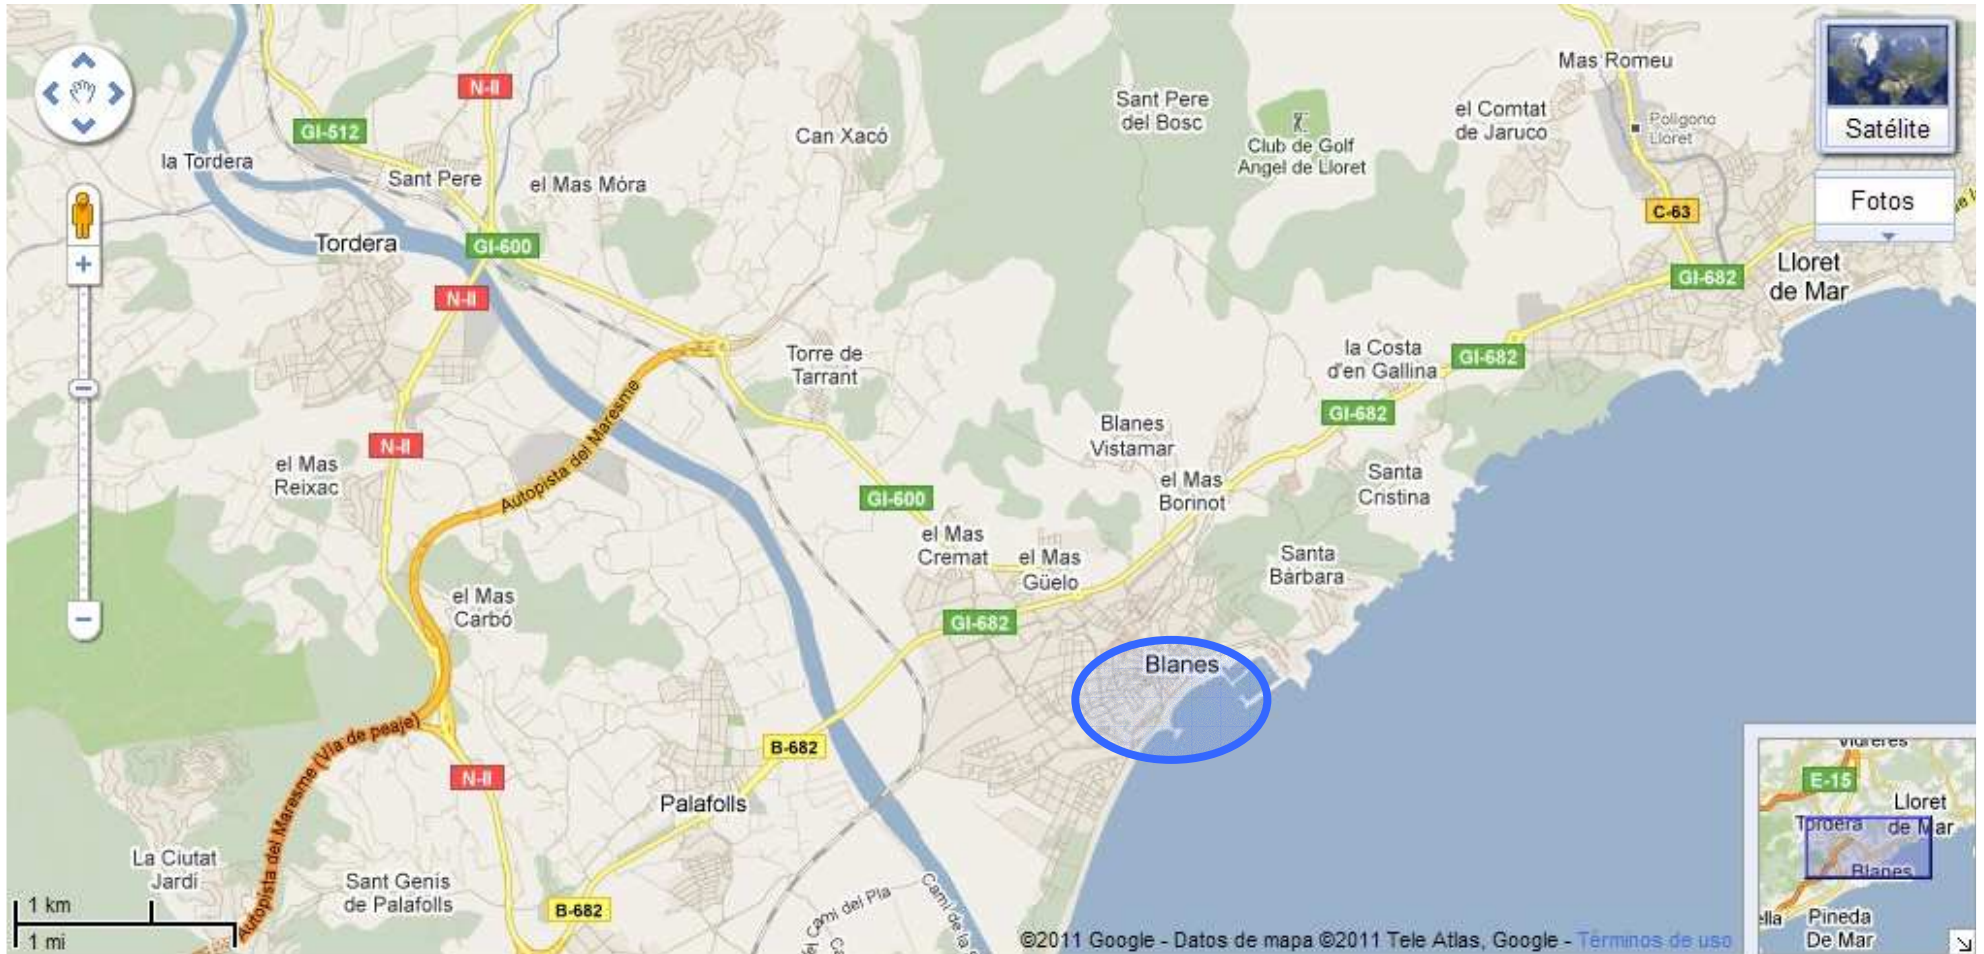 Mas Romeu
N-II
Sant Pere
del Bosc
el Comtat
de Jaruco
Poligono
Lloret
Satélite
GI-512
Can Xacó
Club de Golf
Angel de Lloret
la Tordera
Sant Pere
el Mas Móra
Fotos
C-63
Tordera
GI-600
N-II
GI-682
Lloret
de Mar
Torre de
Tarrant
la Costa
d'en Gallina
GI-682
GI-682
Autopista del Maresme
N-II
Blanes
Vistamar
el Mas
Reixac
Santa
Cristina
el Mas
Borinot
GI-600
el Mas
Cremat
el Mas
Güelo
Santa
Bàrbara
el Mas
Carbó
GI-682
Blanes
Autopista del Maresme (Vía de peaje)
B-682
N-II
Palafolls
Vidreres
E-15
Lloret
de Mar
Tordera
Blanes
La Ciutat
Jardí
Sant Genís
de Palafolls
B-682
Camí del Pla
Camí de la
1 km
1 mi
Pineda
De Mar
©2011 Google - Datos de mapa ©2011 Tele Atlas, Google - Términos de uso